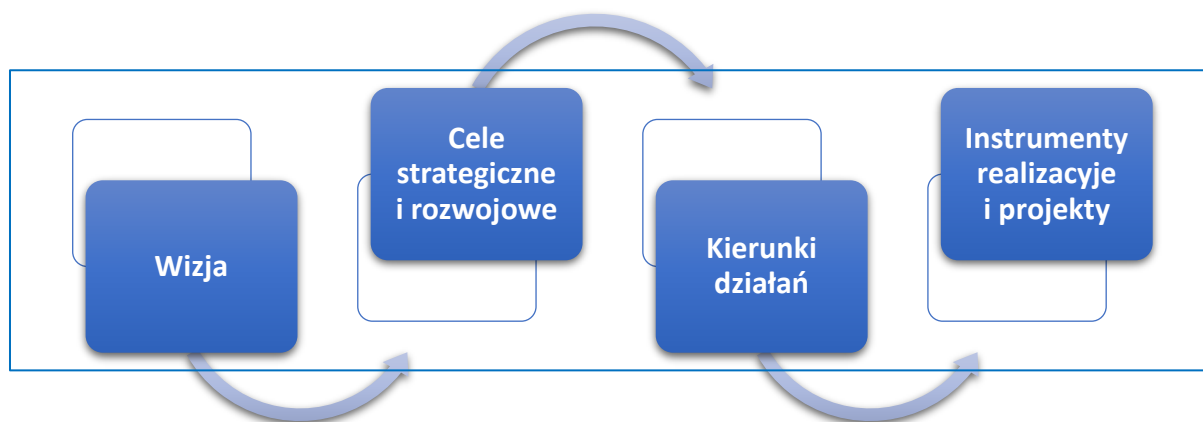 Wizja
Cele
strategiczne
i rozwojowe
Kierunki
działań
Instrumenty
realizacyje
i projekty